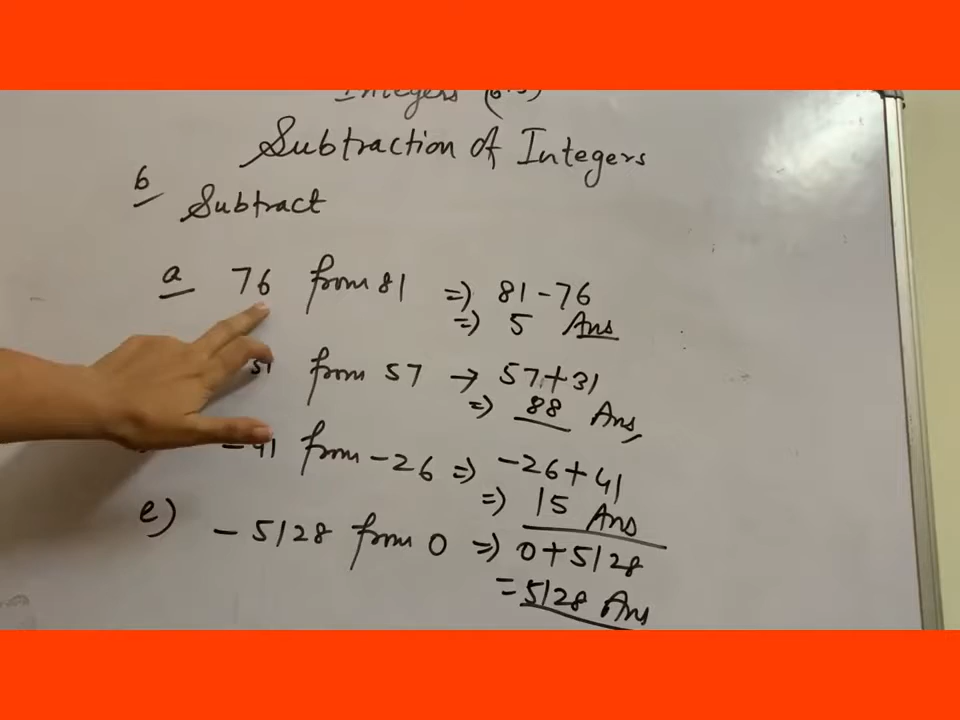 Subtraction of Integers
6
Subtract
a 76 from 81 => 81 - 76
=> 5 Ans
from 57 → 57 + 31
=> 88 Ans
- 41 from - 26 => - 26 + 41
=> 15 Ans
e) - 5128 from 0 => 0 + 5128
= 5128 Ans